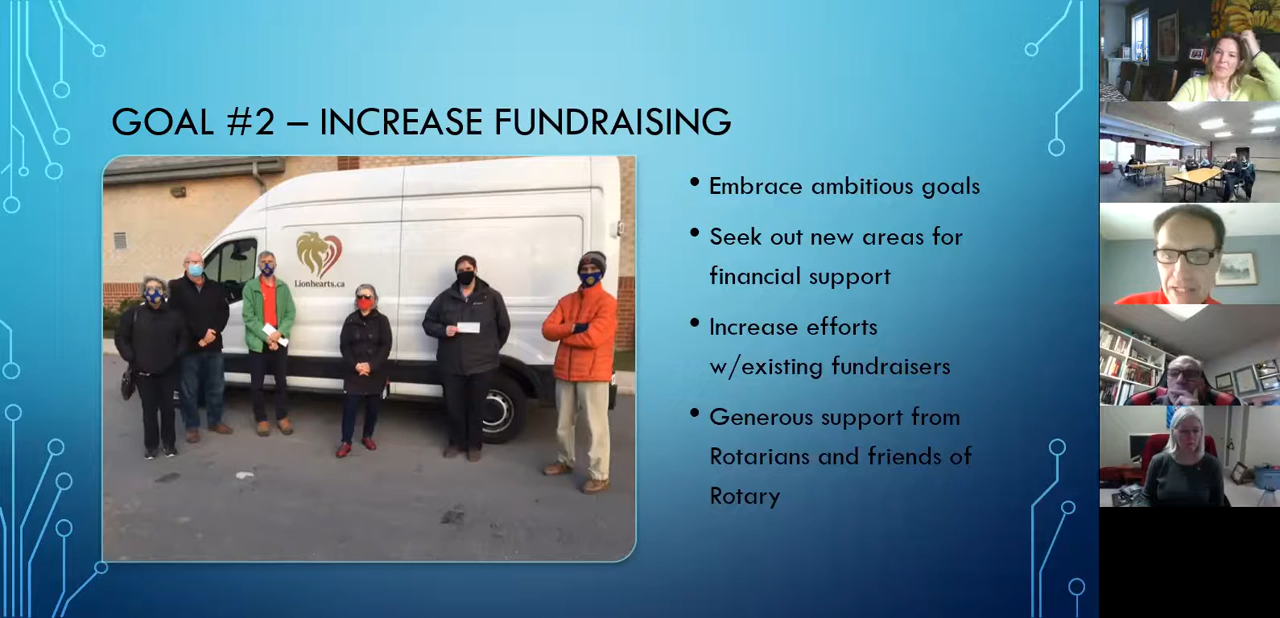 GOAL #2 – INCREASE FUNDRAISING
Lionhearts.ca
• Embrace ambitious goals
• Seek out new areas for
financial support
• Increase efforts
w/existing fundraisers
• Generous support from
Rotarians and friends of
Rotary